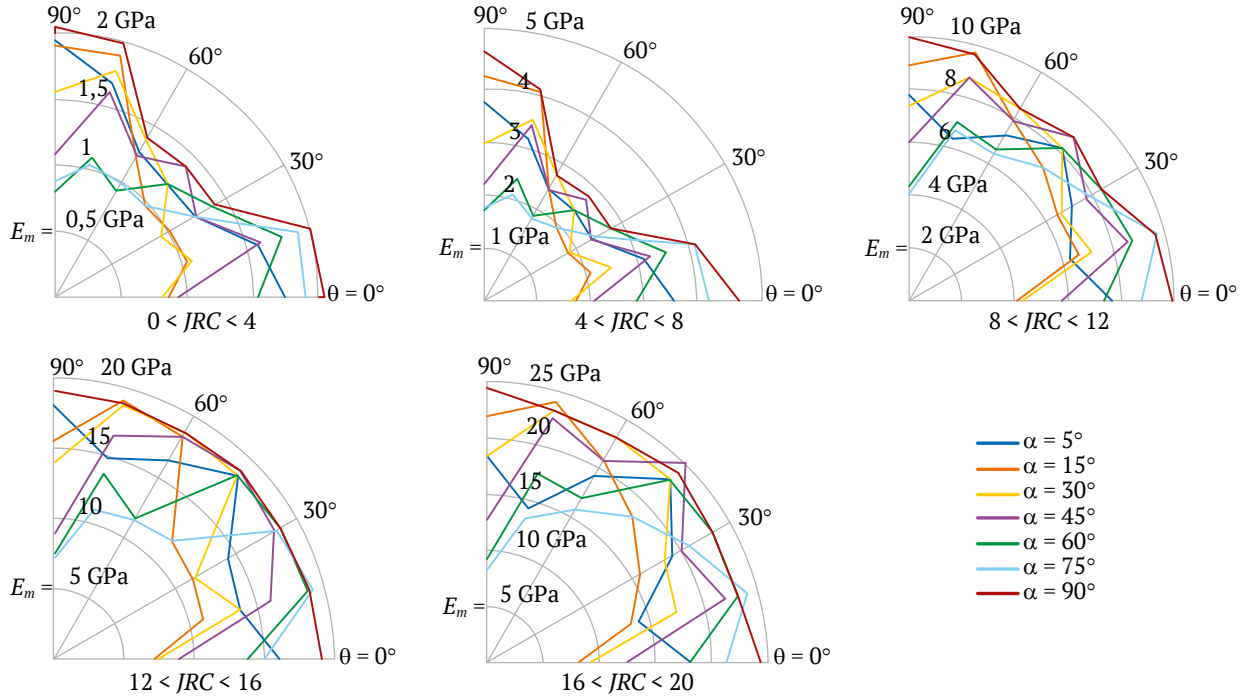 90°
2 GPa
60°
1,5
1
30°
0,5 GPa
E_m =
θ = 0°
0 < JRC < 4
90°
5 GPa
60°
4
3
30°
2
1 GPa
E_m =
θ = 0°
4 < JRC < 8
90°
10 GPa
60°
8
6
30°
4 GPa
2 GPa
E_m =
θ = 0°
8 < JRC < 12
90°
20 GPa
60°
15
10
30°
5 GPa
E_m =
θ = 0°
12 < JRC < 16
90°
25 GPa
60°
20
15
30°
10 GPa
5 GPa
E_m =
θ = 0°
16 < JRC < 20
α = 5°
α = 15°
α = 30°
α = 45°
α = 60°
α = 75°
α = 90°